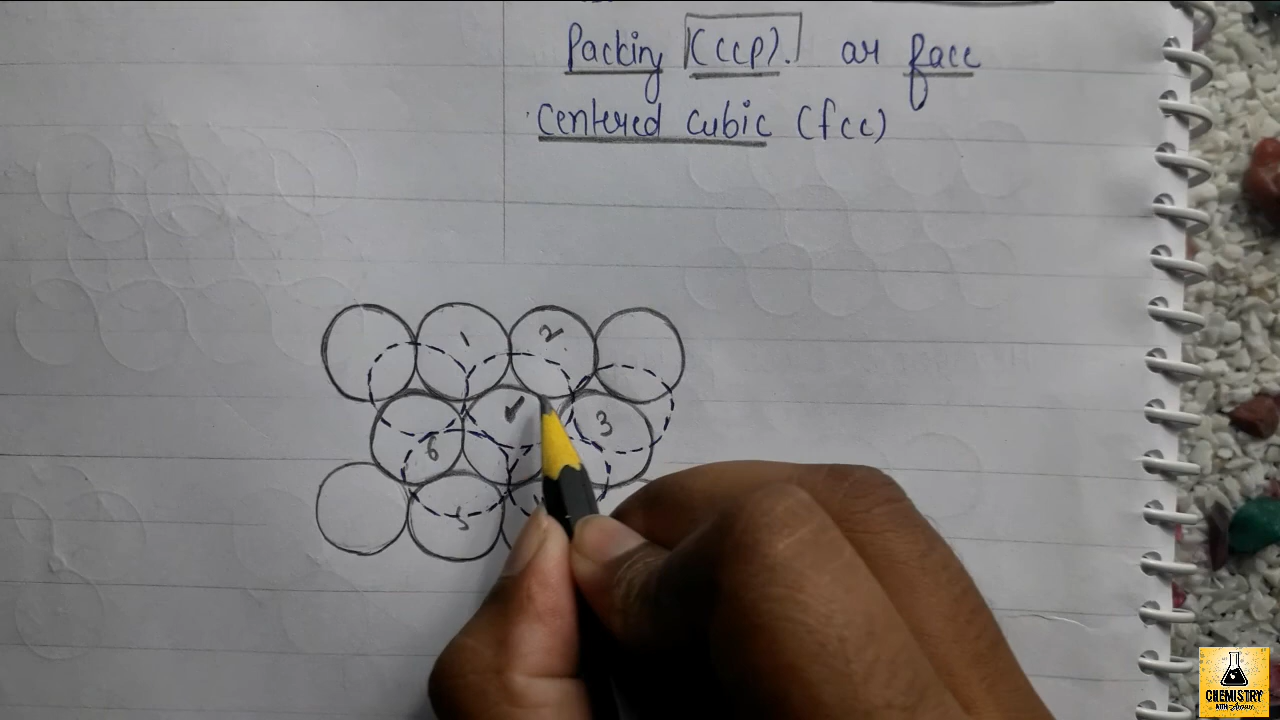 Packing (CCP). or face
centered cubic (fcc)
1 2
3
6
5
CHEMISTRY